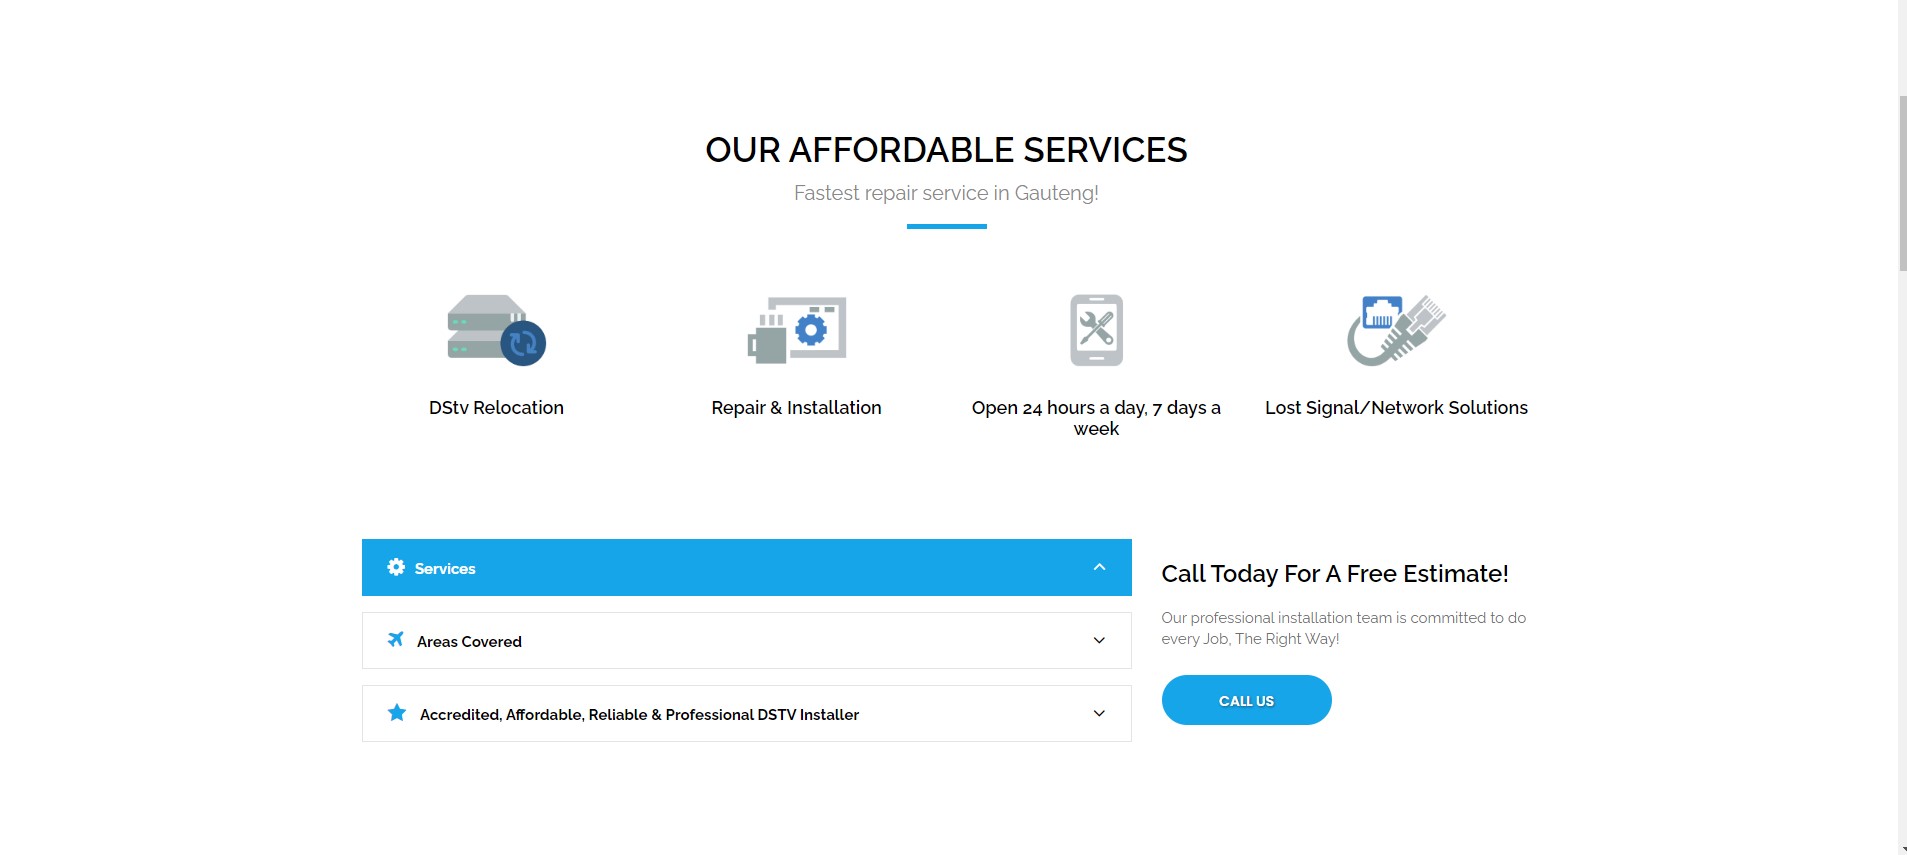 OUR AFFORDABLE SERVICES
Fastest repair service in Gauteng!
DStv Relocation
Repair & Installation
Open 24 hours a day, 7 days a
week
Lost Signal/Network Solutions
Services
Areas Covered
Accredited, Affordable, Reliable & Professional DSTV Installer
Call Today For A Free Estimate!
Our professional installation team is committed to do
every Job, The Right Way!
CALL US